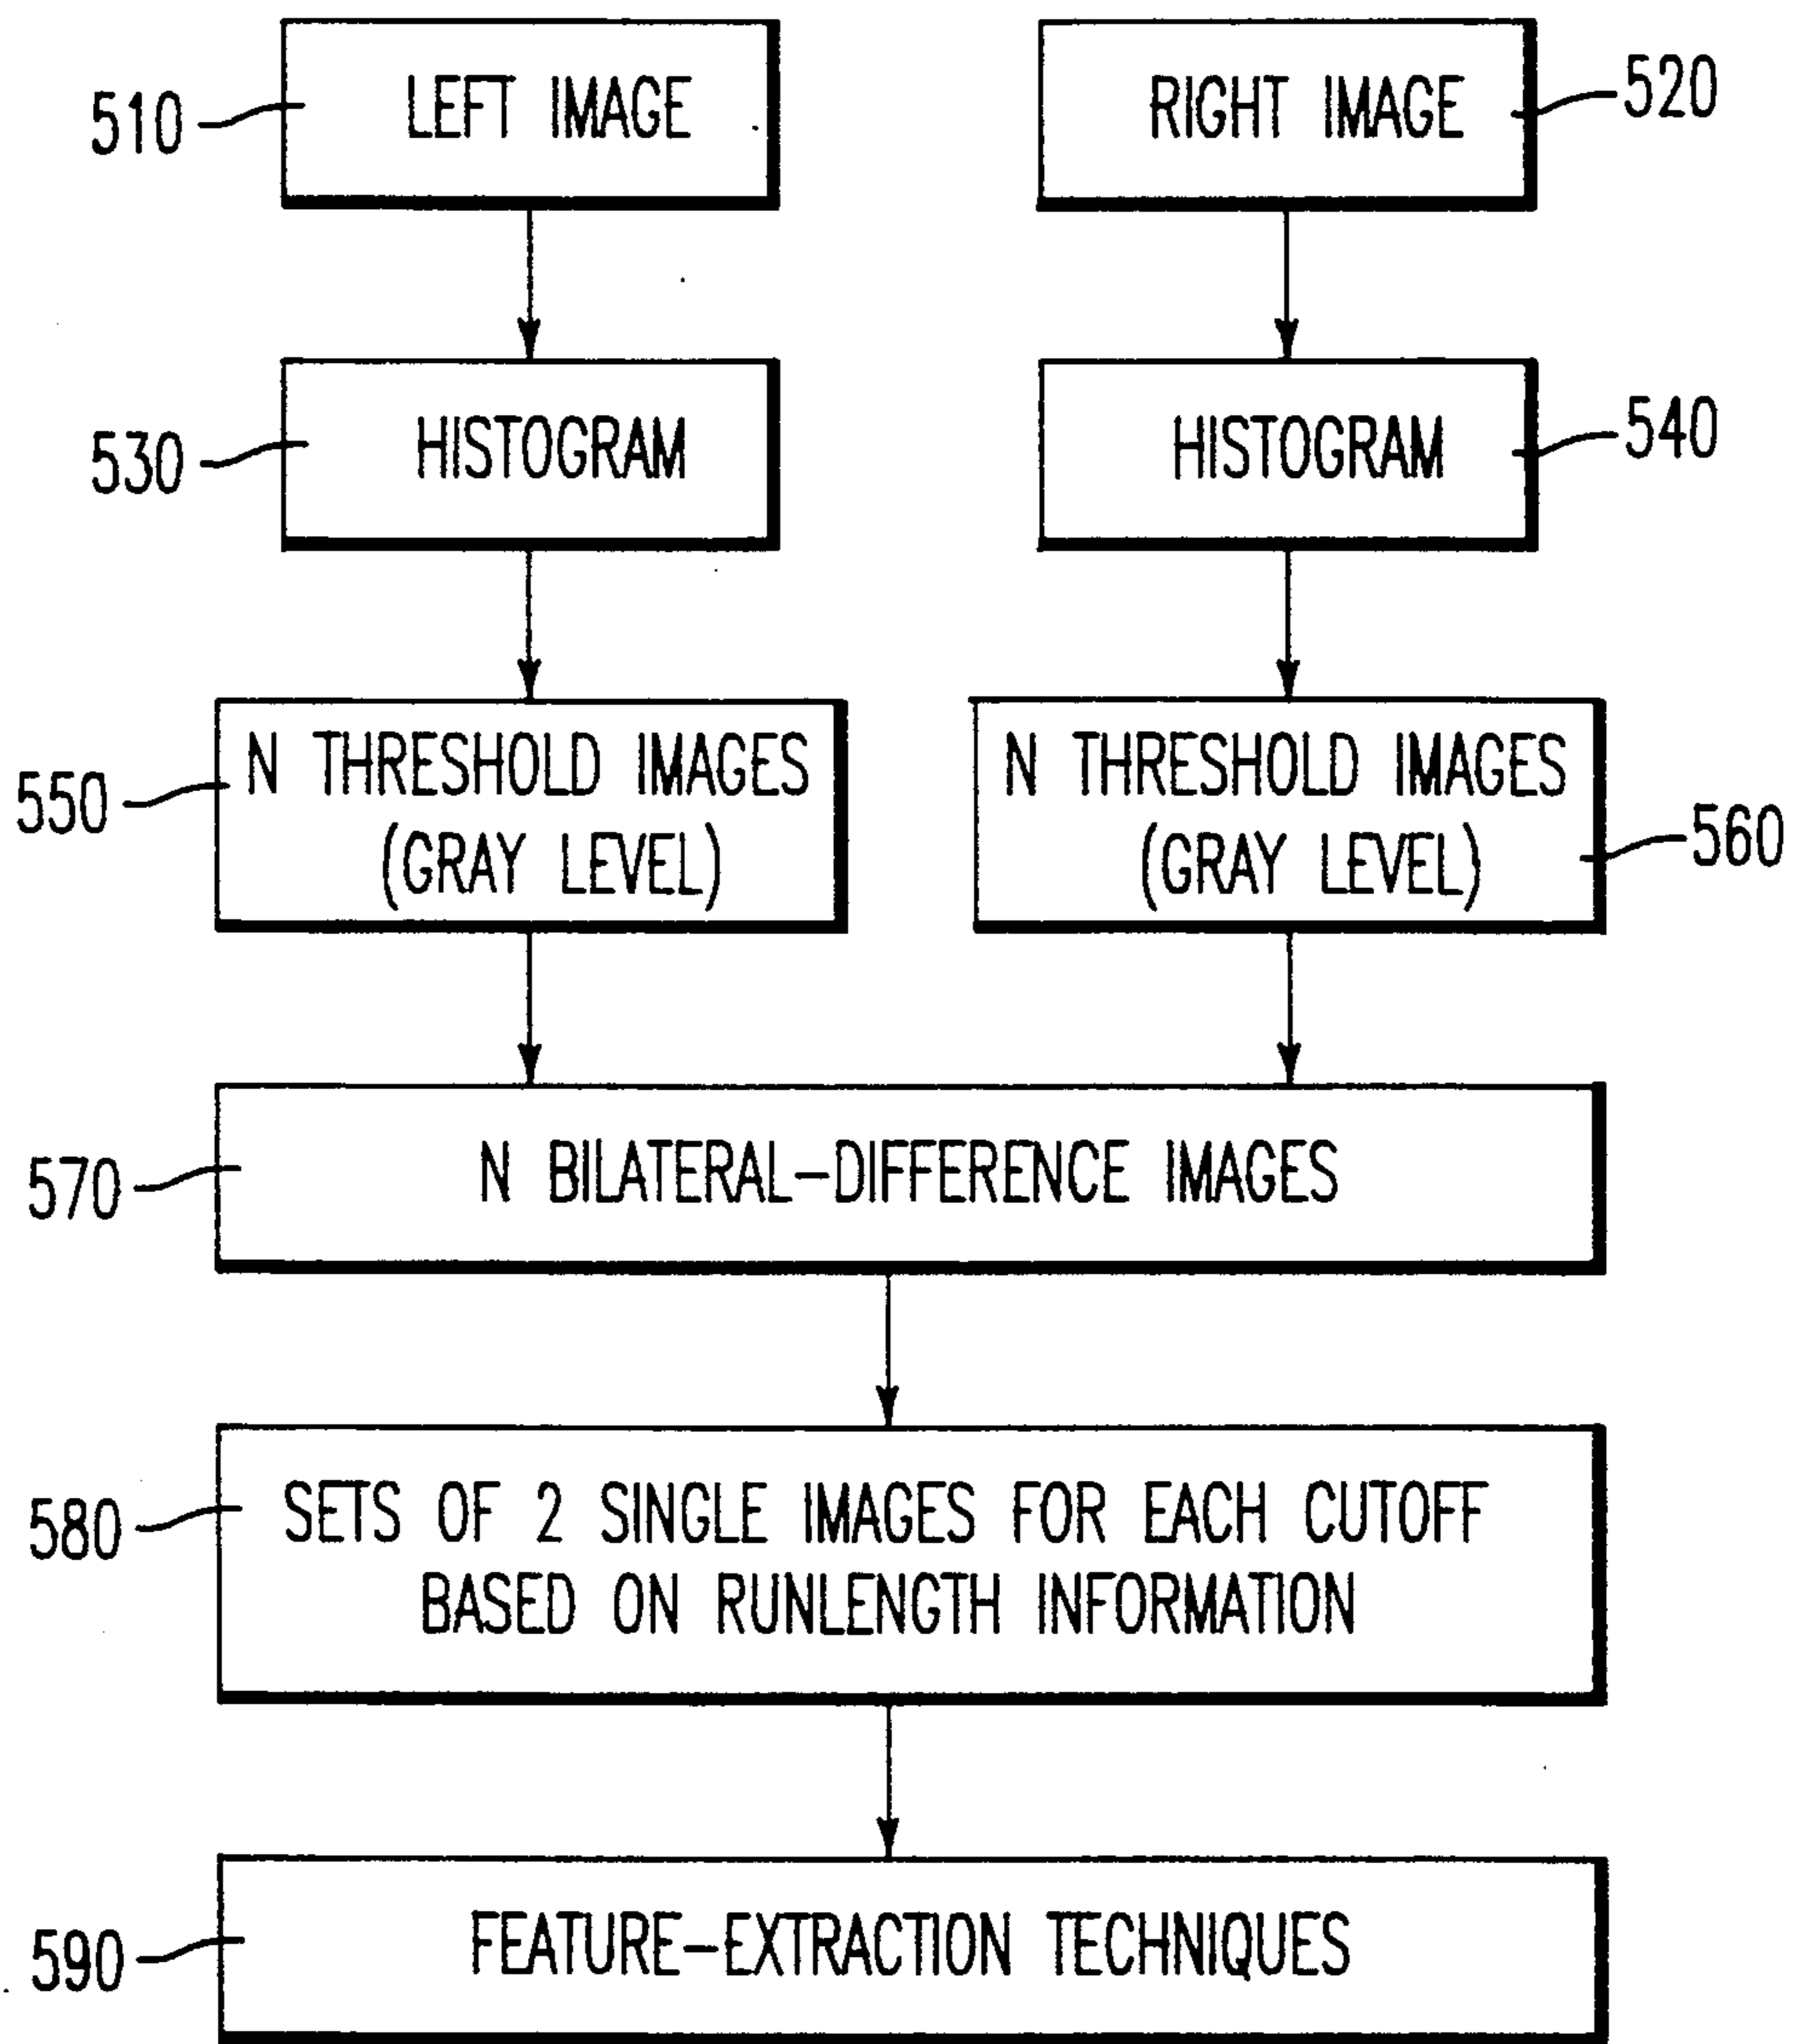 510
LEFT IMAGE
RIGHT IMAGE
520
530
HISTOGRAM
HISTOGRAM
540
550
N THRESHOLD IMAGES
(GRAY LEVEL)
N THRESHOLD IMAGES
(GRAY LEVEL)
560
570
N BILATERAL-DIFFERENCE IMAGES
580
SETS OF 2 SINGLE IMAGES FOR EACH CUTOFF
BASED ON RUNLENGTH INFORMATION
590
FEATURE-EXTRACTION TECHNIQUES